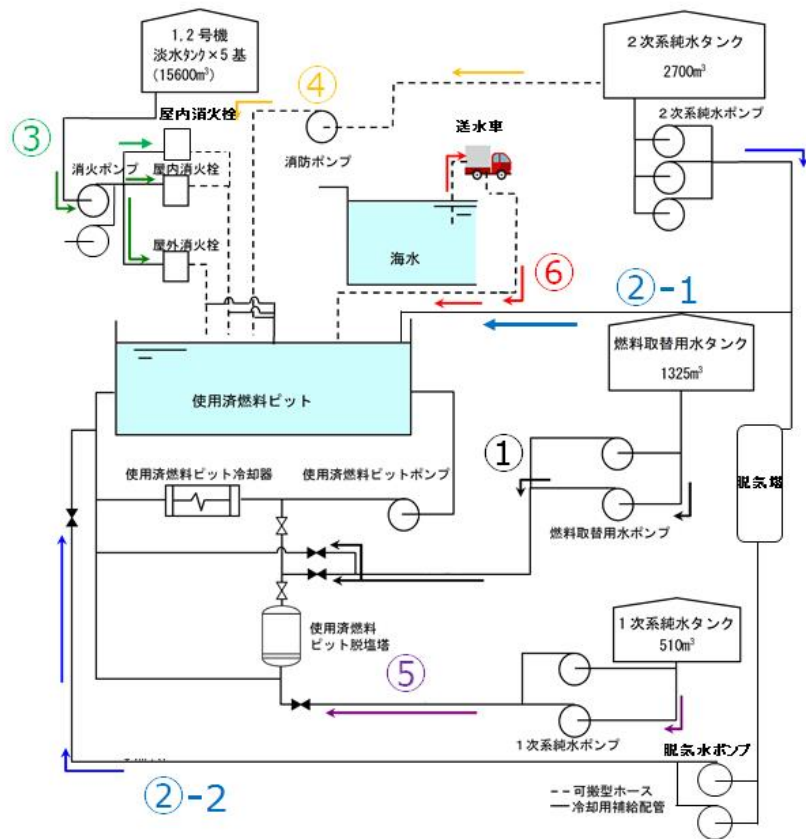 1,2号機
淡水タンク×5基
(15600m³)
2次系純水タンク
2700m³
④
屋内消火栓
③
消火ポンプ
屋内消火栓
屋外消火栓
消防ポンプ
送水車
2次系純水ポンプ
海水
⑥
②-1
燃料取替用水タンク
1325m³
使用済燃料ピット
①
使用済燃料ピット冷却器
使用済燃料ピットポンプ
燃料取替用水ポンプ
脱気塔
使用済燃料
ピット脱塩塔
1次系純水タンク
510m³
⑤
1次系純水ポンプ
脱気水ポンプ
②-2
可搬型ホース
冷却用補給配管